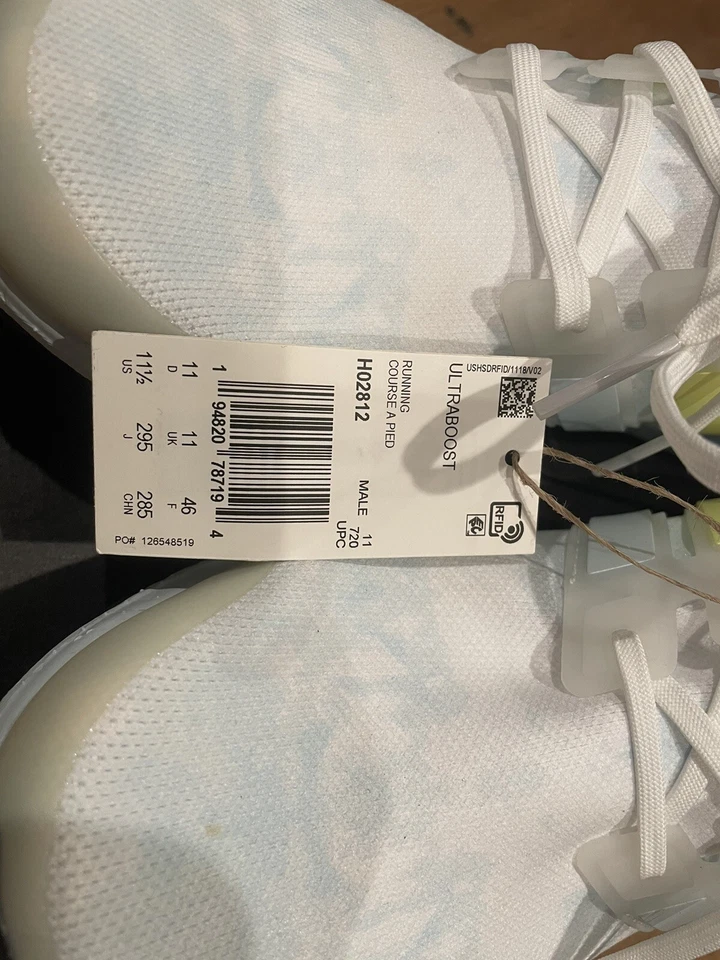 USHSDRFID/1118/V02
ULTRABOOST
RFID
RUNNING
COURSE A PIED
H02812
MALE
11
720
UPC
1 94820 78719 4
11 11 46
D UK F
11½ 295 285
US J CHN
PO# 126548519